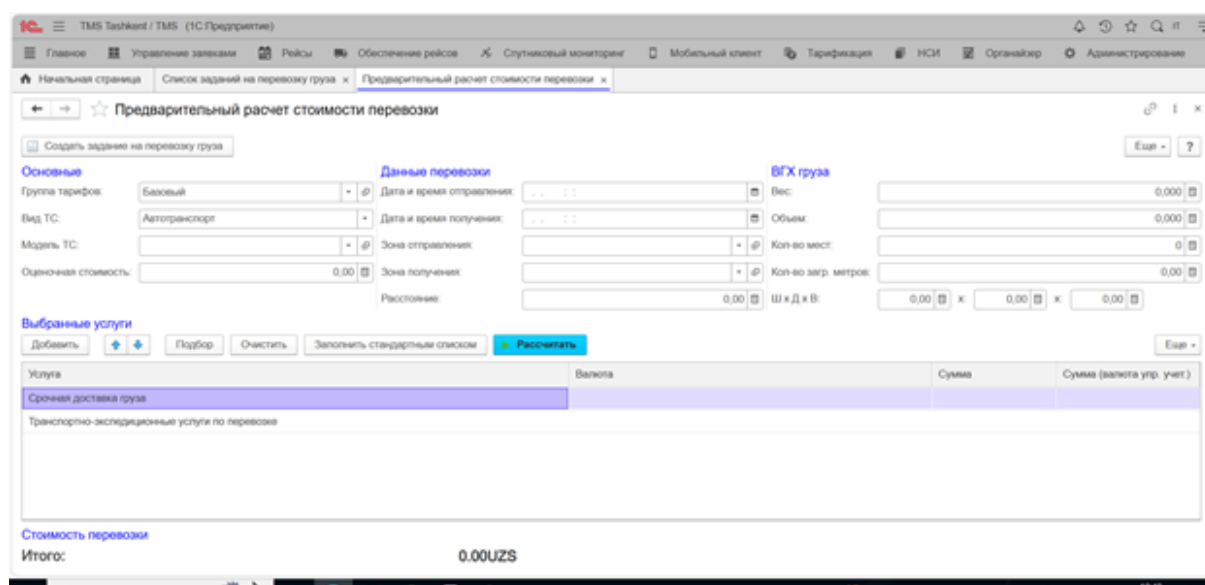 1С TMS Tashkent / TMS (1С:Предприятие)
Главное Управление заявками Рейсы Обеспечение рейсов Спутниковый мониторинг Мобильный клиент Тарификация НСИ Органайзер Администрирование
Начальная страница Список заданий на перевозку груза × Предварительный расчет стоимости перевозки ×
Предварительный расчет стоимости перевозки
Создать задание на перевозку груза Еще ?
Основные Данные перевозки ВГХ груза
Группа тарифов: Базовый Дата и время отправления: . . : : Вес: 0,000
Вид ТС: Автотранспорт Дата и время получения: . . : : Объем: 0,000
Модель ТС: Зона отправления: Кол-во мест: 0
Оценочная стоимость: 0,00 Зона получения: Кол-во загр. метров: 0,00
Расстояние: 0,00 Ш х Д х В: 0,00 х: 0,00 х: 0,00
Выбранные услуги
Добавить Подбор Очистить Заполнить стандартным списком Рассчитать Еще
Услуга Валюта Сумма Сумма (валюта упр. учет.)
Срочная доставка груза
Транспортно-экспедиционные услуги по перевозке
Стоимость перевозки
Итого: 0.00UZS